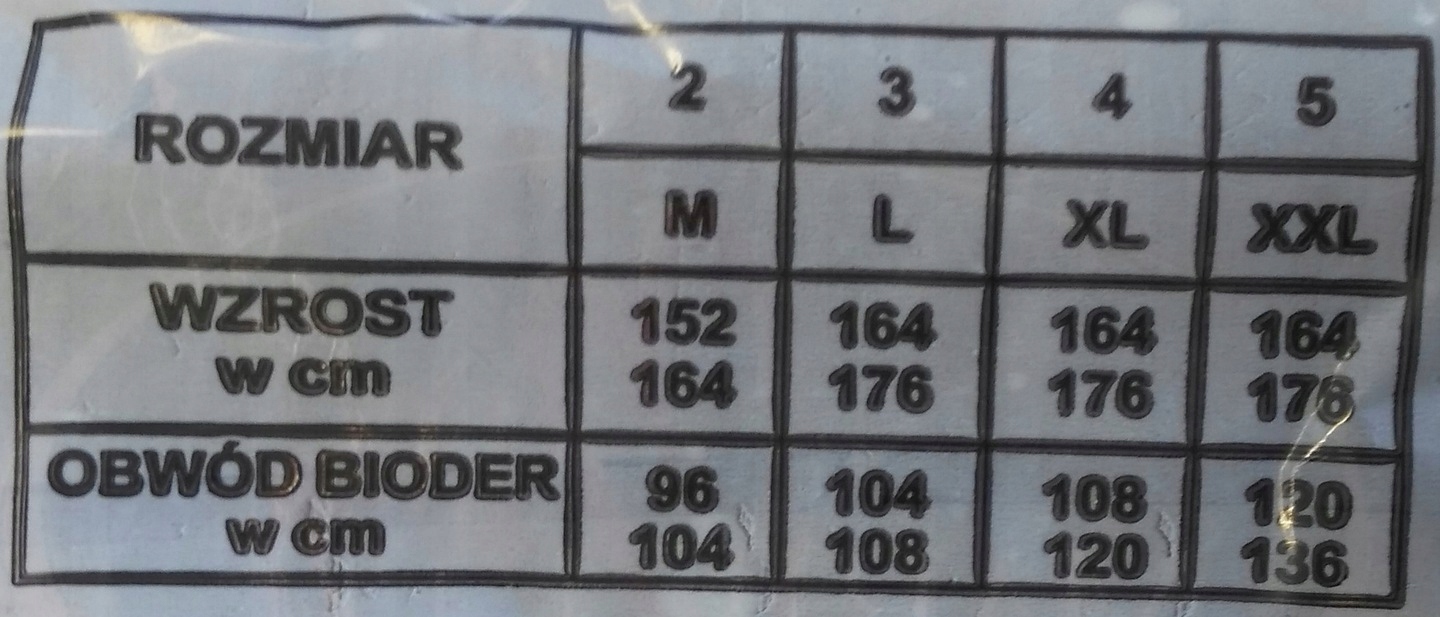 ROZMIAR
2 3 4 5
M L XL XXL
WZROST
w cm
152 164 164 164
164 176 176 176
OBWÓD BIODER
w cm
96 104 108 120
104 108 120 136